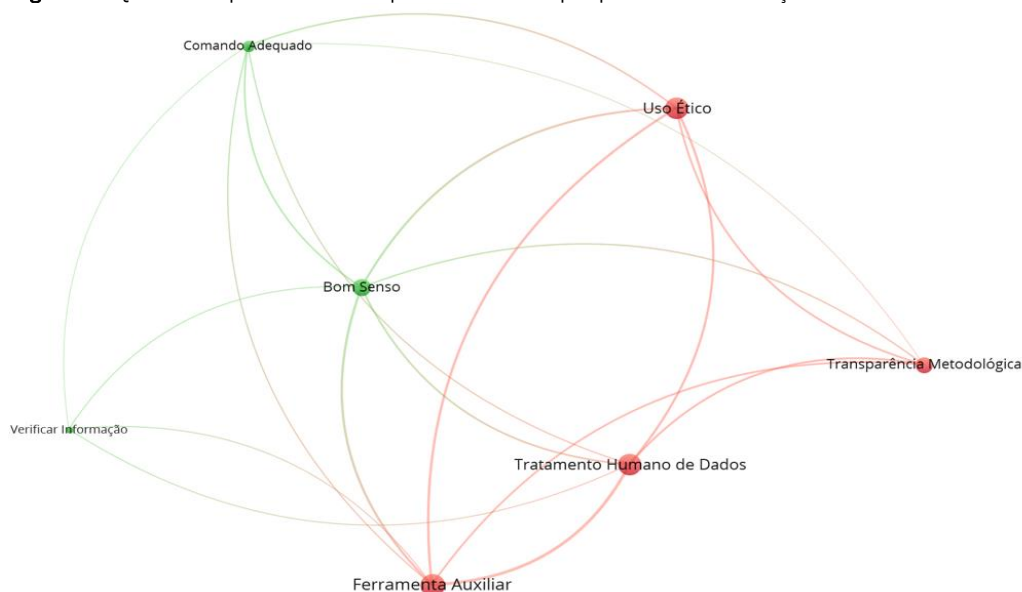 Comando Adequado
Uso Ético
Bom Senso
Transparência Metodológica
Verificar Informação
Tratamento Humano de Dados
Ferramenta Auxiliar